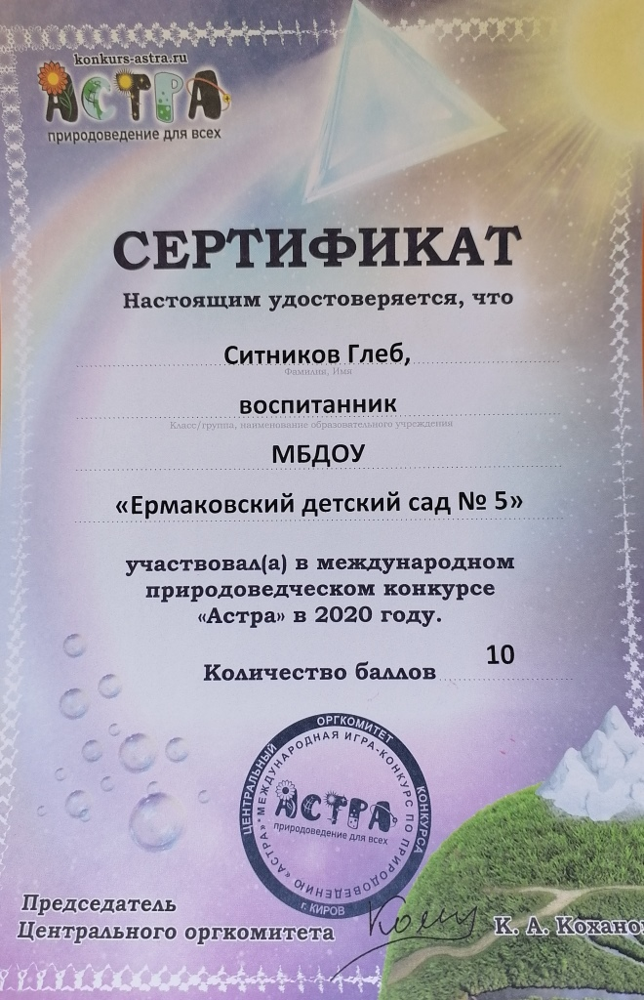 konkurs-astra.ru
АСТРА
природоведение для всех
СЕРТИФИКАТ
Настоящим удостоверяется, что
Ситников Глеб,
Фамилия, Имя
воспитанник
Класс/группа, наименование образовательного учреждения
МБДОУ
«Ермаковский детский сад № 5»
участвовал(а) в международном
природоведческом конкурсе
«Астра» в 2020 году.
Количество баллов 10
ЦЕНТРАЛЬНЫЙ ОРГКОМИТЕТ КОНКУРСА
МЕЖДУНАРОДНАЯ ИГРА-КОНКУРС ПО ПРИРОДОВЕДЕНИЮ «АСТРА»
АСТРА
природоведение для всех
г. КИРОВ
Председатель
Центрального оргкомитета К. А. Кохано